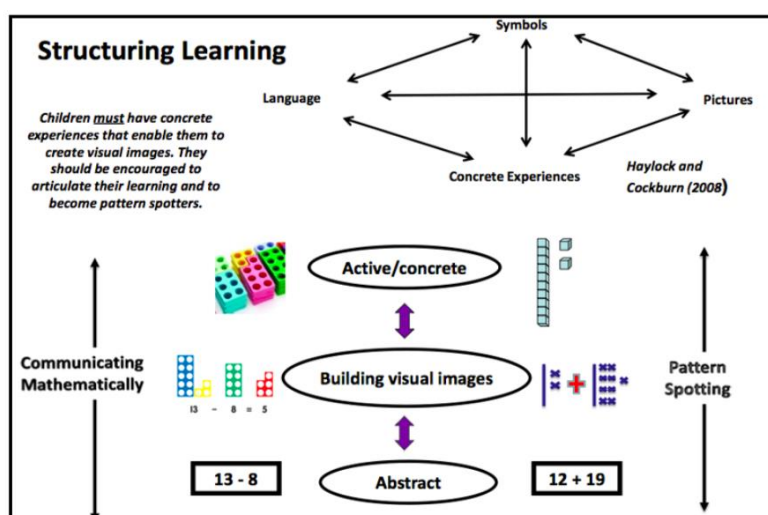 Structuring Learning
Symbols
Language
Pictures
Concrete Experiences
Children must have concrete
experiences that enable them to
create visual images. They
should be encouraged to
articulate their learning and to
become pattern spotters.
Haylock and
Cockburn (2008)
Active/concrete
Communicating
Mathematically
Building visual images
Pattern
Spotting
13 - 8 = 5
13 - 8
Abstract
12 + 19